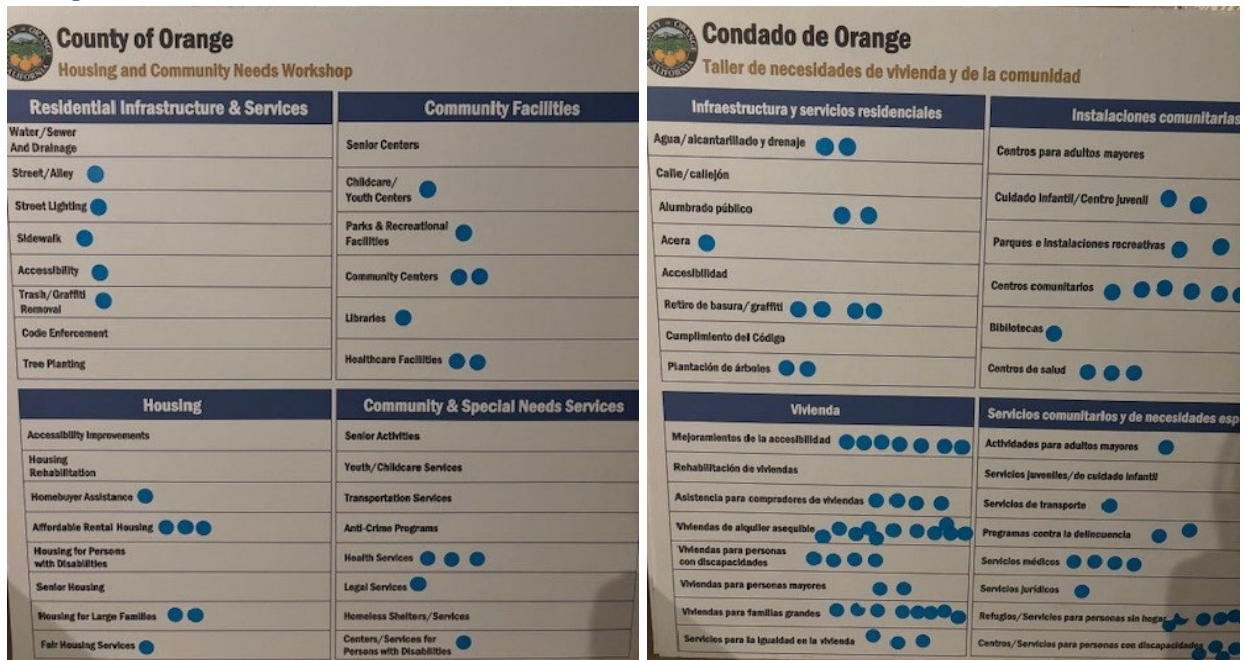 County of Orange
Housing and Community Needs Workshop
Residential Infrastructure & Services
Water/Sewer
And Drainage
Street/Alley
Street Lighting
Sidewalk
Accessibility
Trash/Graffiti
Removal
Code Enforcement
Tree Planting
Community Facilities
Senior Centers
Childcare/
Youth Centers
Parks & Recreational
Facilities
Community Centers
Libraries
Healthcare Facilities
Housing
Accessibility Improvements
Housing
Rehabilitation
Homebuyer Assistance
Affordable Rental Housing
Housing for Persons
with Disabilities
Senior Housing
Housing for Large Families
Fair Housing Services
Community & Special Needs Services
Senior Activities
Youth/Childcare Services
Transportation Services
Anti-Crime Programs
Health Services
Legal Services
Homeless Shelters/Services
Centers/Services for
Persons with Disabilities
Condado de Orange
Taller de necesidades de vivienda y de la comunidad
Infraestructura y servicios residenciales
Agua/alcantarillado y drenaje
Calle/callejón
Alumbrado público
Acera
Accesibilidad
Retiro de basura/graffiti
Cumplimiento del Código
Plantación de árboles
Instalaciones comunitarias
Centros para adultos mayores
Cuidado Infantil/Centro Juvenil
Parques e Instalaciones recreativas
Centros comunitarios
Bibliotecas
Centros de salud
Vivienda
Mejoramientos de la accesibilidad
Rehabilitación de viviendas
Asistencia para compradores de viviendas
Viviendas de alquiler asequible
Viviendas para personas
con discapacidades
Viviendas para personas mayores
Viviendas para familias grandes
Servicios para la igualdad en la vivienda
Servicios comunitarios y de necesidades esp
Actividades para adultos mayores
Servicios juveniles/de cuidado infantil
Servicios de transporte
Programas contra la delincuencia
Servicios médicos
Servicios jurídicos
Refugios/Servicios para personas sin hogar
Centros/Servicios para personas con discapacidades